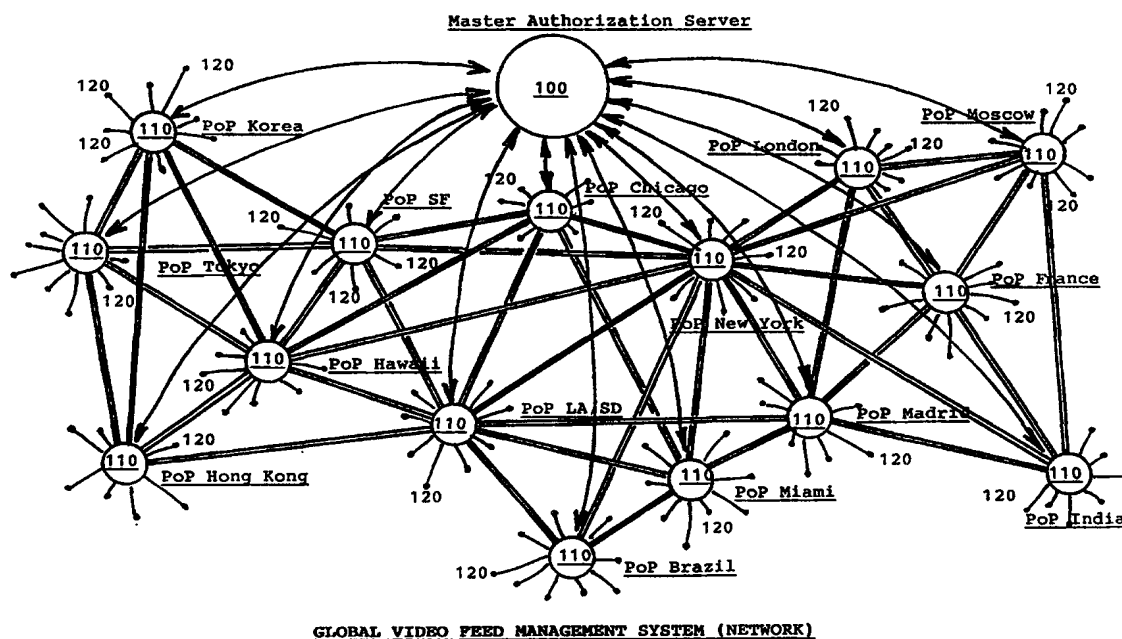 Master Authorization Server
100
120
120
120
110
PoP Korea
120
110
PoP London
PoP Moscow
110
120
120
PoP SF
120
110
120
120
120
110
PoP Chicago
120
110
120
PoP New York
110
PoP Tokyo
120
110
PoP France
120
110
PoP Hawaii
120
110
PoP LA/SD
120
110
PoP Madrid
120
110
PoP Hong Kong
120
110
PoP Miami
120
110
PoP India
120
110
PoP Brazil
120
GLOBAL VIDEO FEED MANAGEMENT SYSTEM (NETWORK)